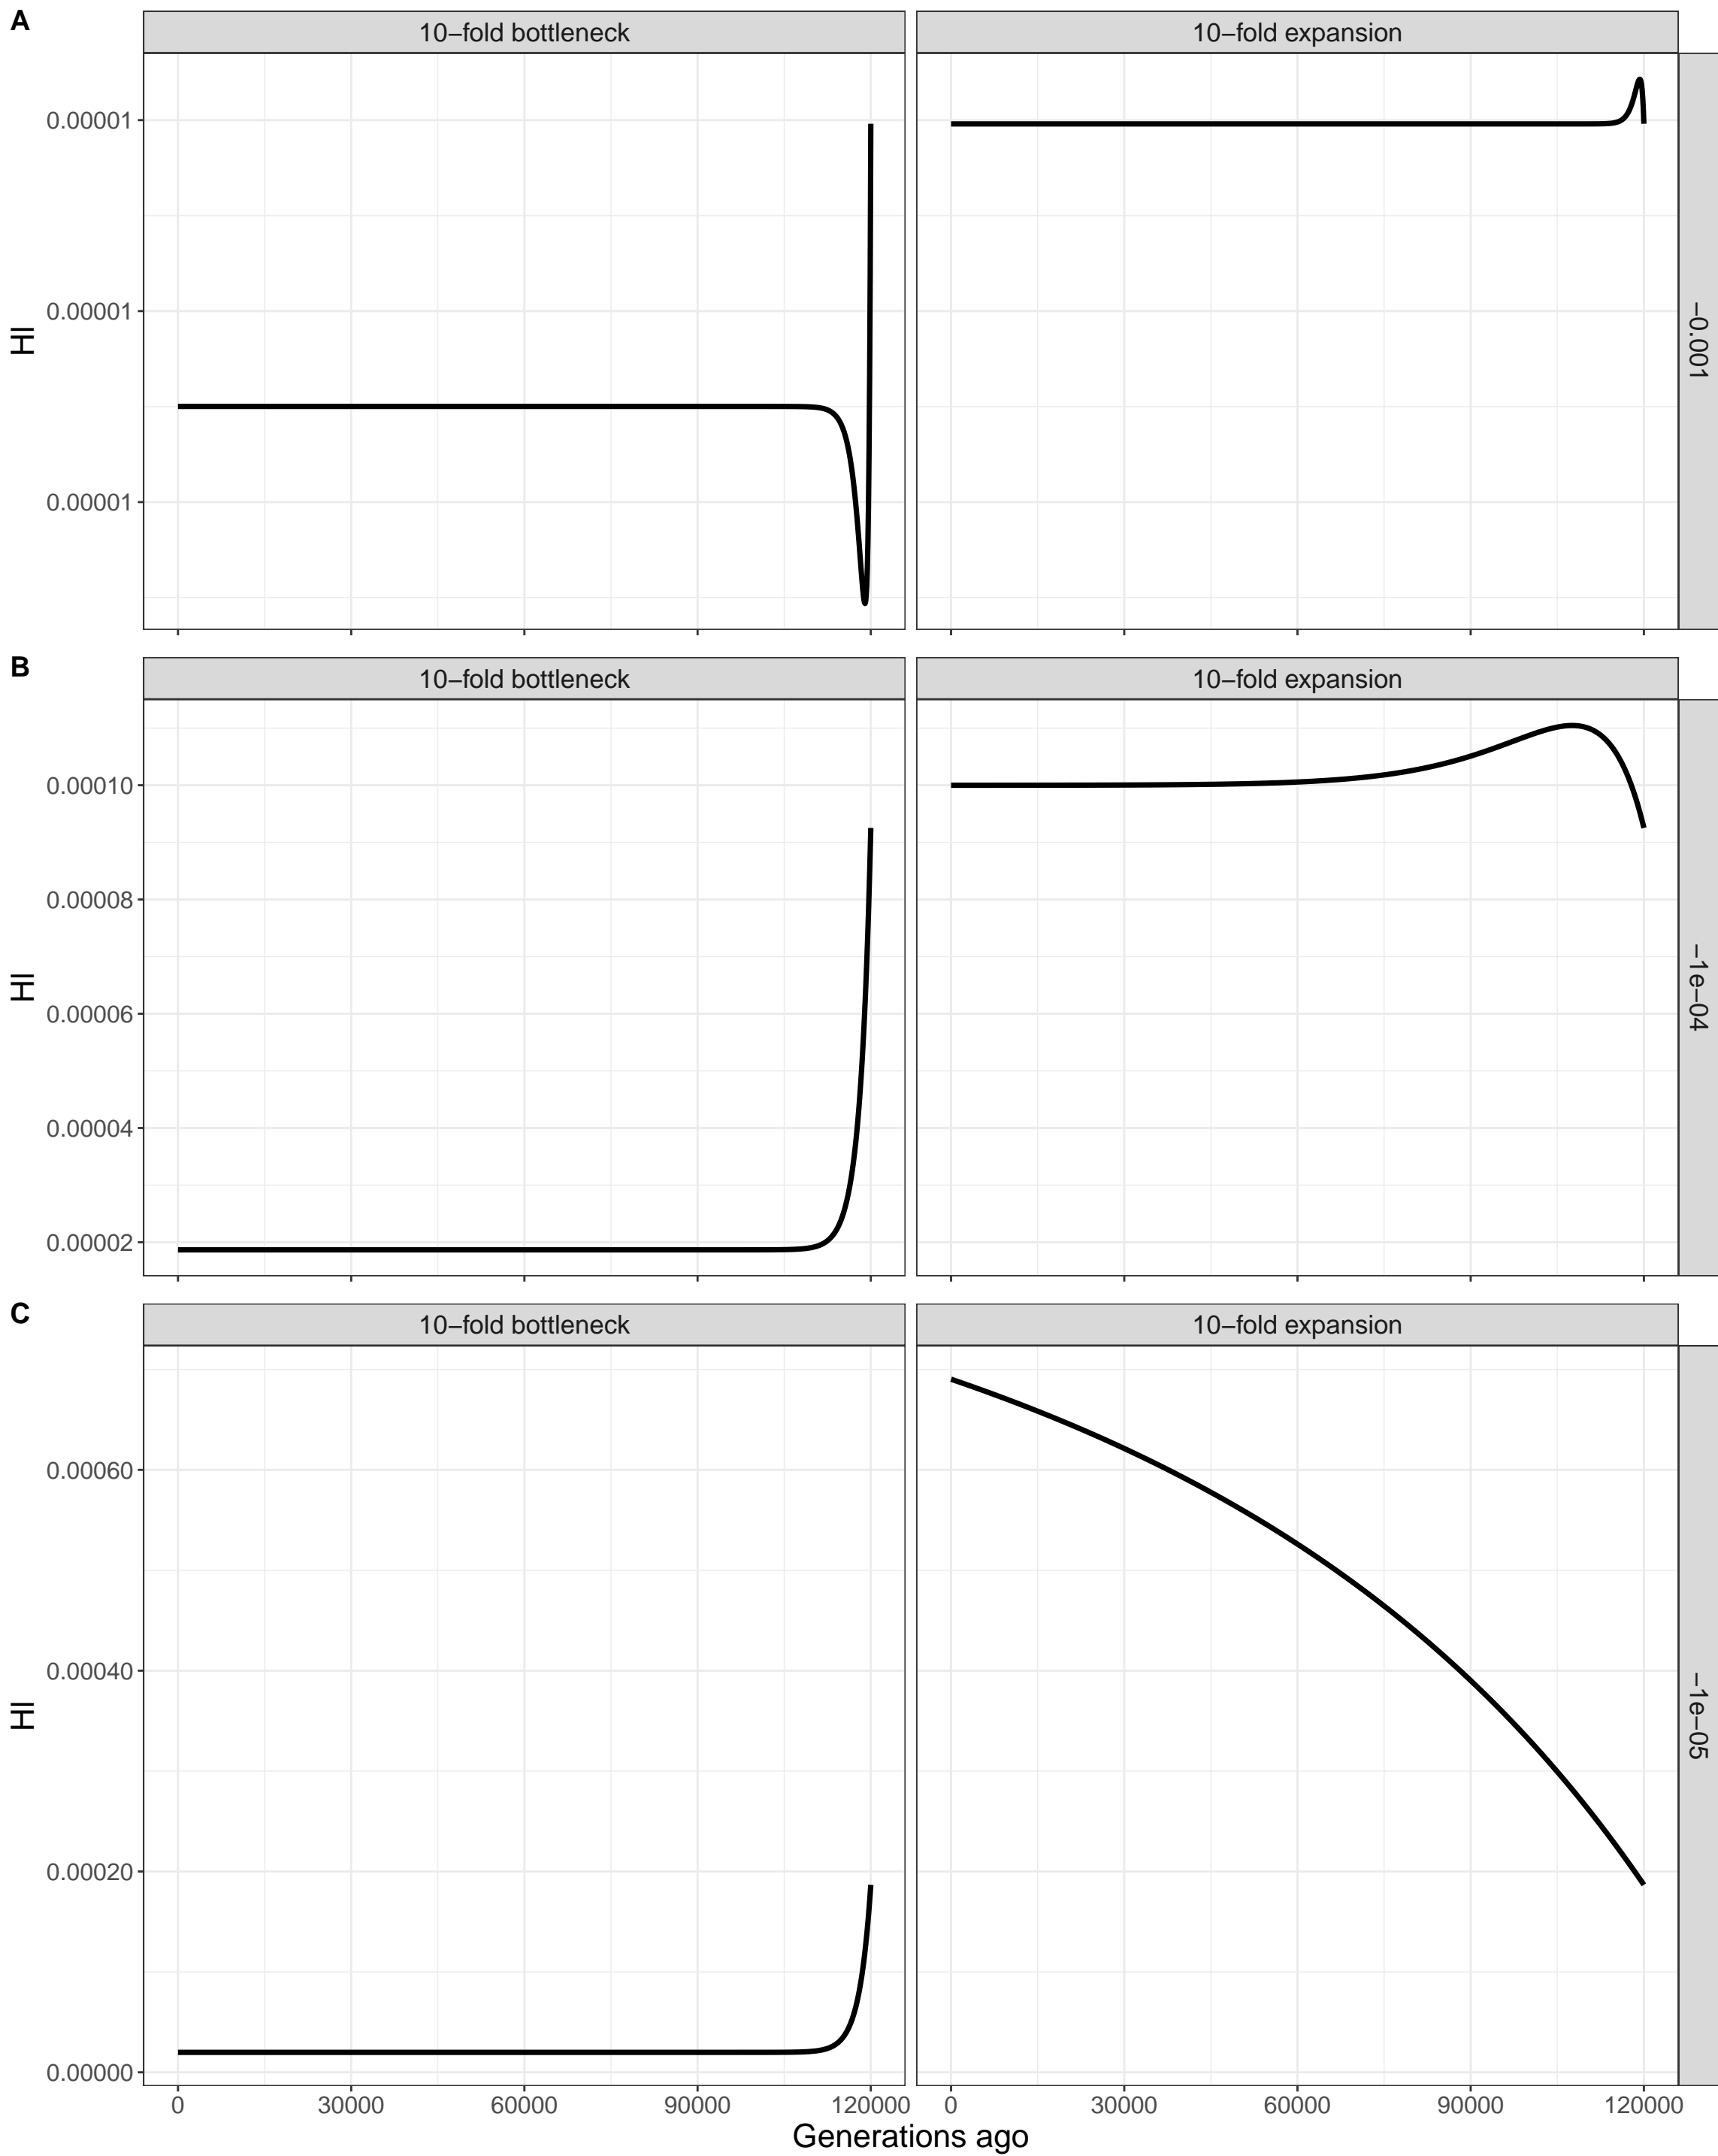 A
10−fold bottleneck
10−fold expansion
0.00001
0.00001
0.00001
HI
−0.001
B
10−fold bottleneck
10−fold expansion
0.00010
0.00008
0.00006
0.00004
0.00002
HI
−1e−04
C
10−fold bottleneck
10−fold expansion
0.00060
0.00040
0.00020
0.00000
HI
−1e−05
0 30000 60000 90000 120000 0 30000 60000 90000 120000
Generations ago